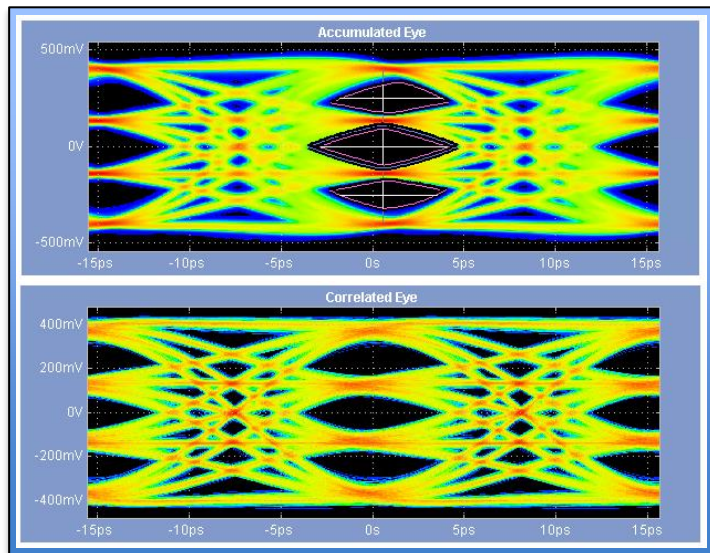 Accumulated Eye
500mV
0V
-500mV
-15ps -10ps -5ps 0s 5ps 10ps 15ps
Correlated Eye
400mV
200mV
0V
-200mV
-400mV
-15ps -10ps -5ps 0s 5ps 10ps 15ps